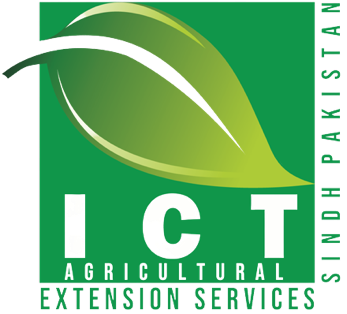 ICT
AGRICULTURAL
EXTENSION SERVICES
SINDH PAKISTAN